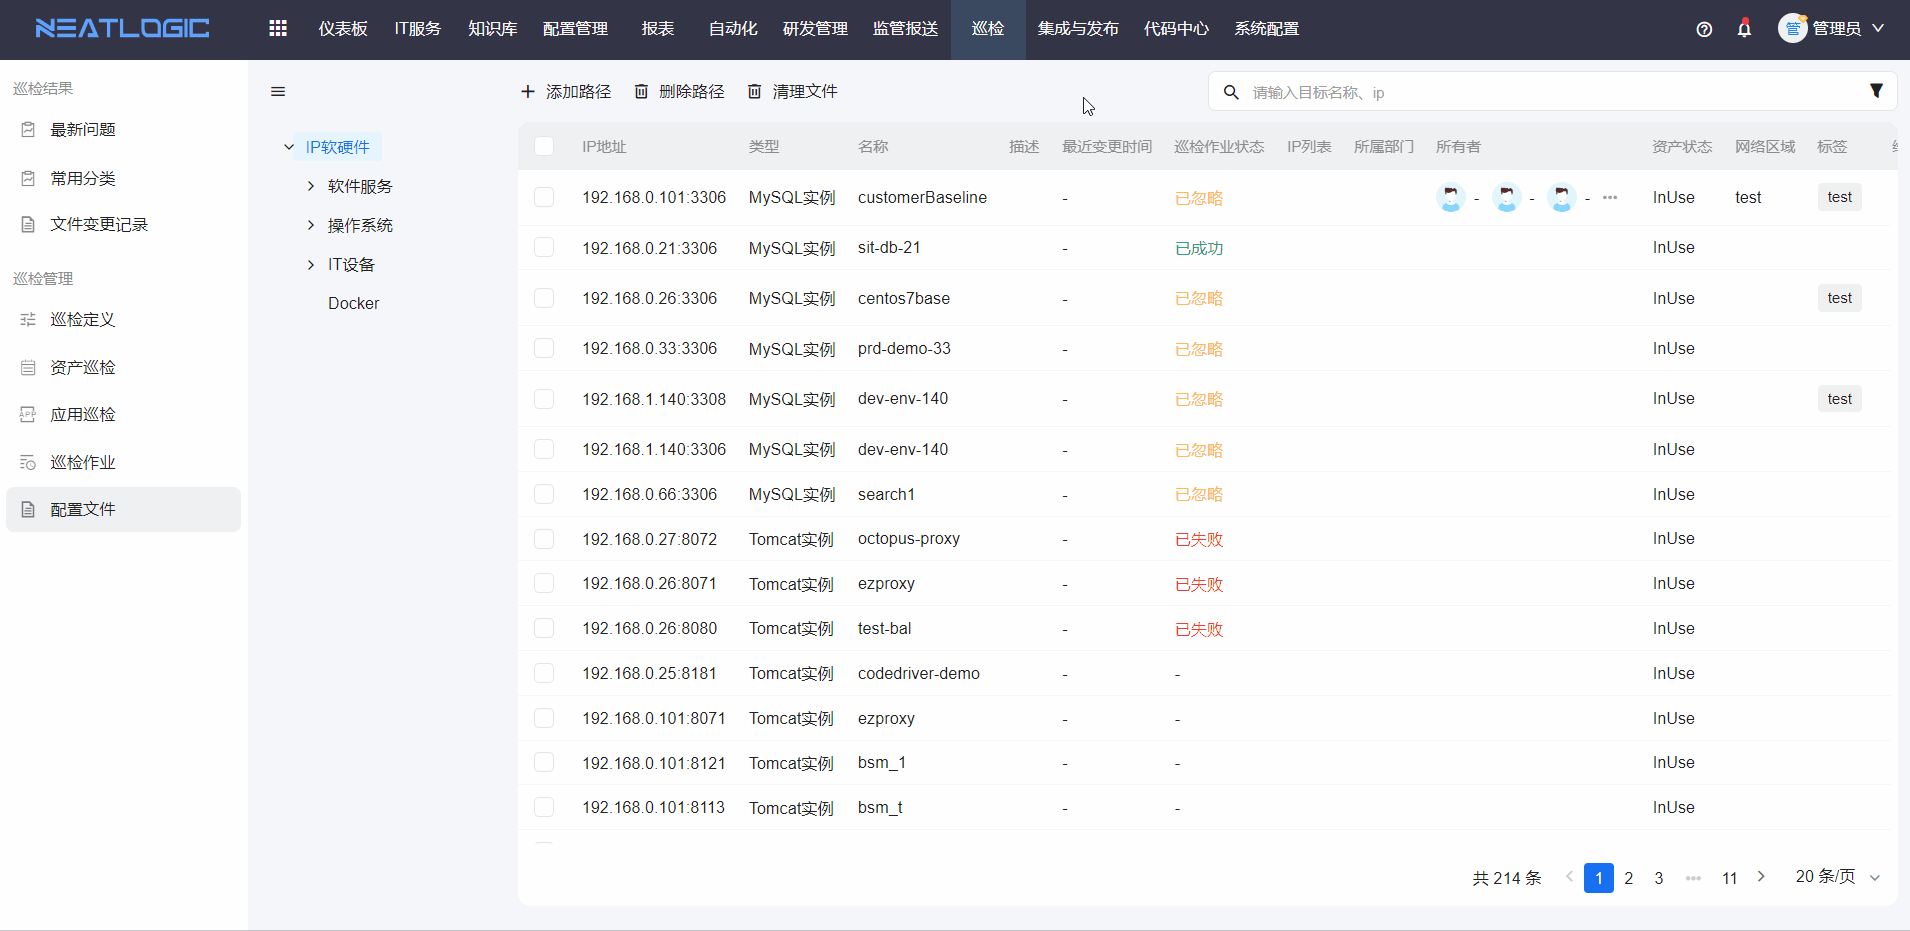 NEATLOGIC 仪表板 IT服务 知识库 配置管理 报表 自动化 研发管理 监管报送 巡检 集成与发布 代码中心 系统配置 管 管理员
巡检结果
最新问题
常用分类
文件变更记录
巡检管理
巡检定义
资产巡检
应用巡检
巡检作业
配置文件
IP软硬件
软件服务
操作系统
IT设备
Docker
添加路径 删除路径 清理文件 请输入目标名称、ip
IP地址 类型 名称 描述 最近变更时间 巡检作业状态 IP列表 所属部门 所有者 资产状态 网络区域 标签
192.168.0.101:3306 MySQL实例 customerBaseline - 已忽略 - - - ••• InUse test test
192.168.0.21:3306 MySQL实例 sit-db-21 - 已成功 InUse
192.168.0.26:3306 MySQL实例 centos7base - 已忽略 InUse test
192.168.0.33:3306 MySQL实例 prd-demo-33 - 已忽略 InUse
192.168.1.140:3308 MySQL实例 dev-env-140 - 已忽略 InUse test
192.168.1.140:3306 MySQL实例 dev-env-140 - 已忽略 InUse
192.168.0.66:3306 MySQL实例 search1 - 已忽略 InUse
192.168.0.27:8072 Tomcat实例 octopus-proxy - 已失败 InUse
192.168.0.26:8071 Tomcat实例 ezproxy - 已失败 InUse
192.168.0.26:8080 Tomcat实例 test-bal - 已失败 InUse
192.168.0.25:8181 Tomcat实例 codedriver-demo - - InUse
192.168.0.101:8071 Tomcat实例 ezproxy - - InUse
192.168.0.101:8121 Tomcat实例 bsm_1 - - InUse
192.168.0.101:8113 Tomcat实例 bsm_t - - InUse
共 214 条 1 2 3 ••• 11 20 条/页